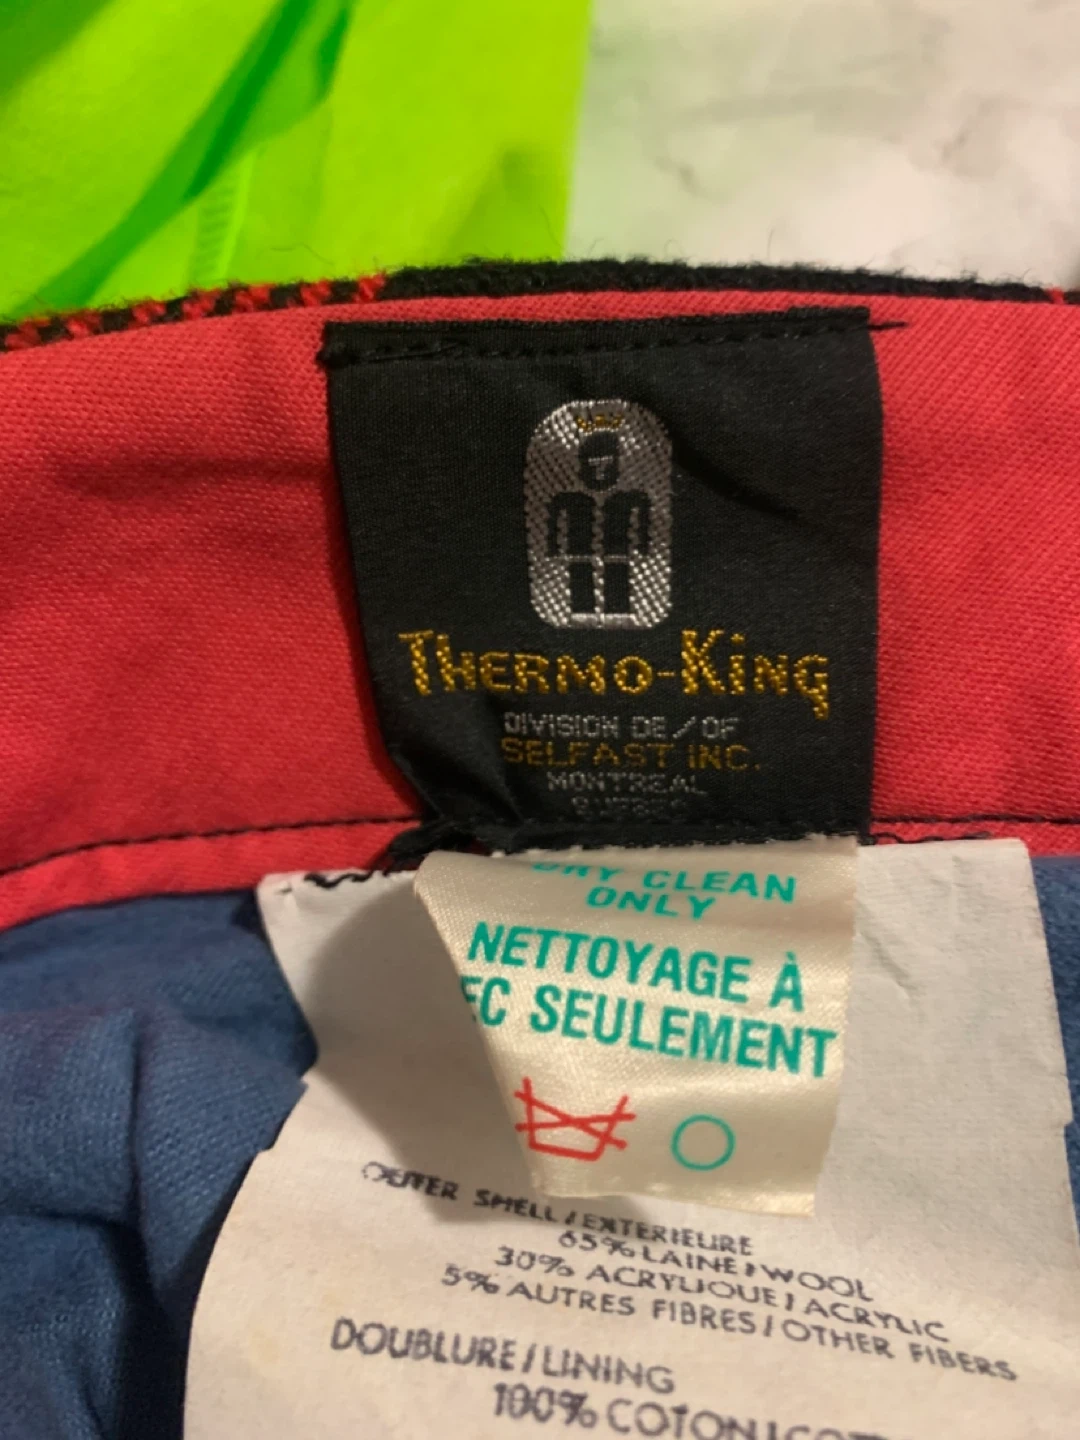 THERMO-KING
DIVISION DE / OF
SELFAST INC.
MONTREAL
DRY CLEAN
ONLY
NETTOYAGE À
EC SEULEMENT
OUTER SHELL / EXTERIEURE
65% LAINE / WOOL
30% ACRYLIQUE / ACRYLIC
5% AUTRES FIBRES / OTHER FIBERS
DOUBLURE / LINING
100% COTON /